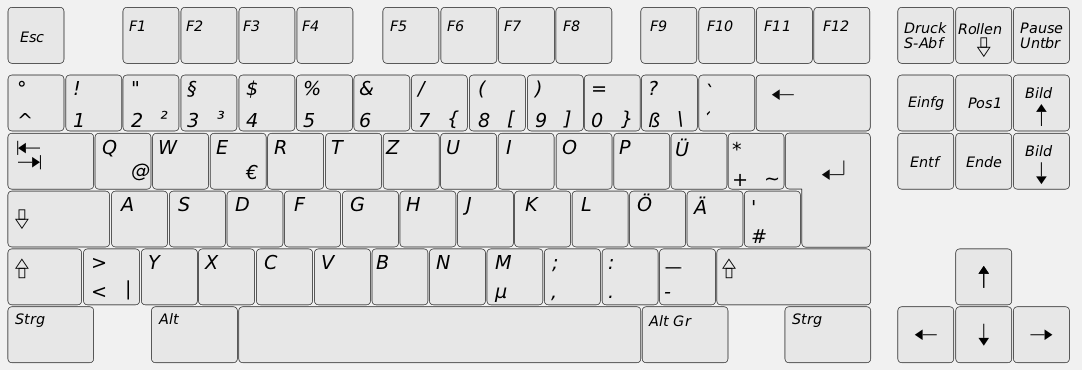 Esc F1 F2 F3 F4 F5 F6 F7 F8 F9 F10 F11 F12 Druck S-Abf Rollen Pause Untbr
° ! " § $ % & / ( ) = ? `
^ 1 2 ² 3 ³ 4 5 6 7 { 8 [ 9 ] 0 } ß \ ´ ← Einfg Pos1 Bild ↑
Q W E R T Z U I O P Ü *
@ € + ~ Entf Ende Bild ↓
A S D F G H J K L Ö Ä '
#
> Y X C V B N M ; : _
< | µ , . -
Strg Alt Alt Gr Strg